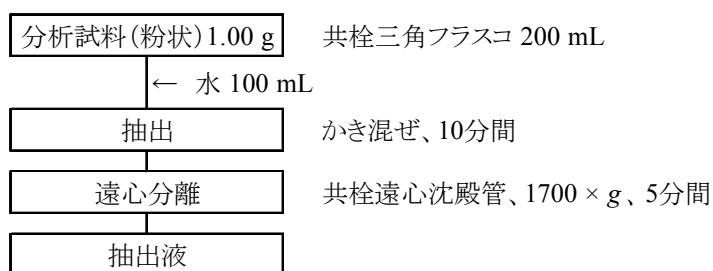 分析試料（粉状）1.00 g　共栓三角フラスコ 200 mL
← 水 100 mL
抽出　かき混ぜ、10分間
遠心分離　共栓遠心沈殿管、1700 × g 、5分間
抽出液